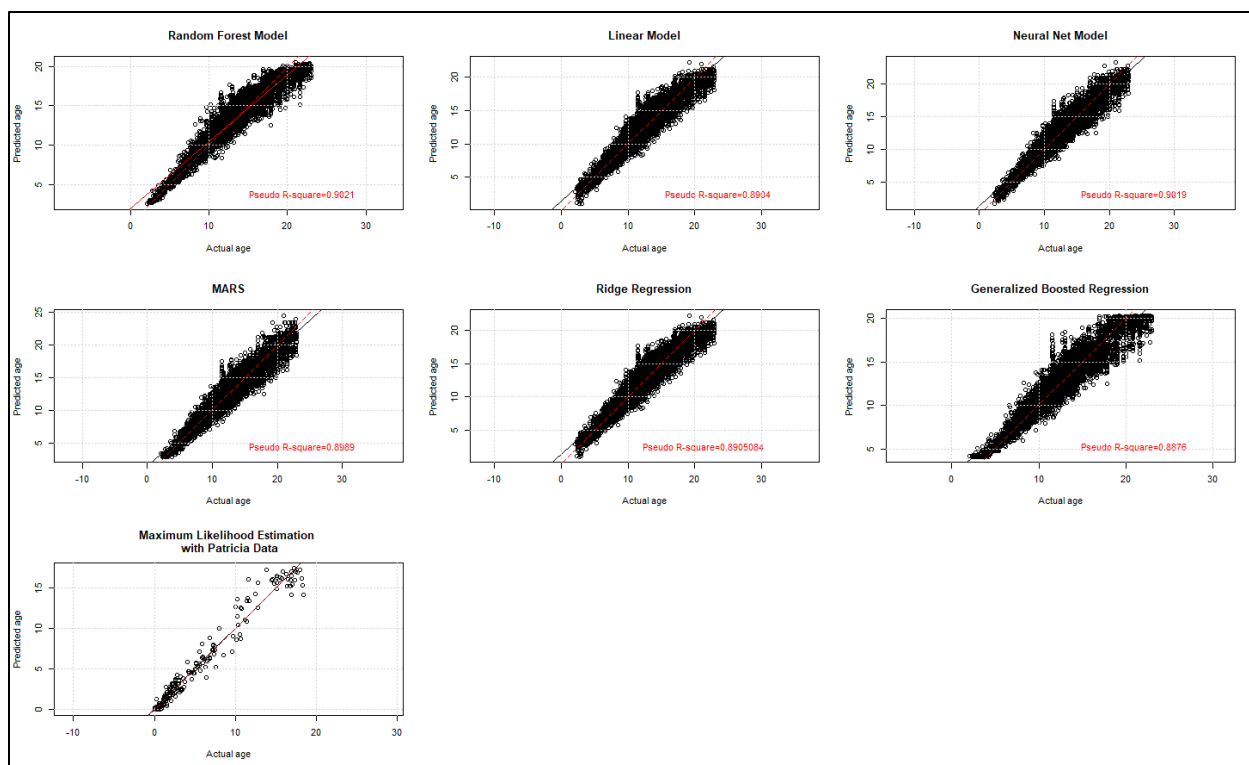 Random Forest Model
Predicted age
20
15
10
5
Pseudo R-square=0.9021
0
10
20
30
Actual age
Linear Model
Predicted age
20
15
10
5
0
Pseudo R-square=0.8904
-10
0
10
20
30
Actual age
Neural Net Model
Predicted age
20
15
10
5
Pseudo R-square=0.9019
-10
0
10
20
30
Actual age
MARS
Predicted age
25
20
15
10
5
Pseudo R-square=0.8989
-10
0
10
20
30
Actual age
Ridge Regression
Predicted age
20
15
10
5
0
Pseudo R-square=0.8905084
-10
0
10
20
30
Actual age
Generalized Boosted Regression
Predicted age
20
15
10
5
Pseudo R-square=0.8876
-10
0
10
20
30
Actual age
Maximum Likelihood Estimation
with Patricia Data
Predicted age
15
10
5
0
-10
0
10
20
30
Actual age